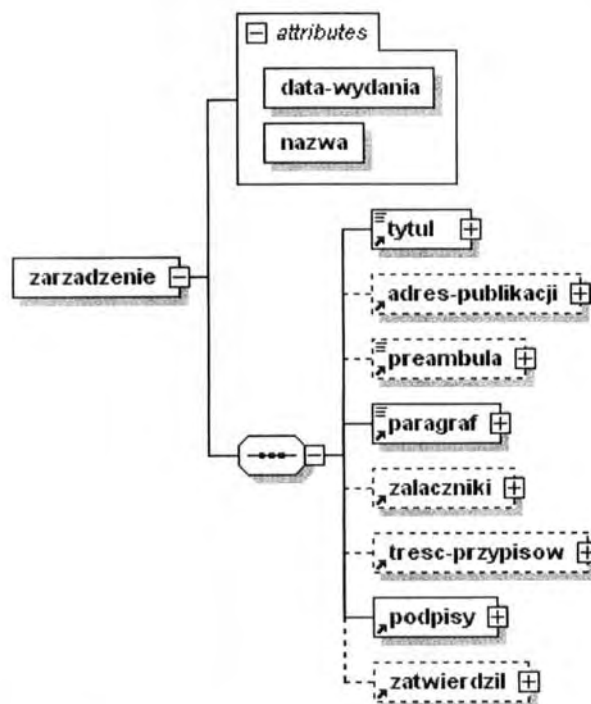 attributes
data-wydania
nazwa
zarzadzenie
tytul
adres-publikacji
preambula
paragraf
zalaczniki
tresc-przypisow
podpisy
zatwierdzil